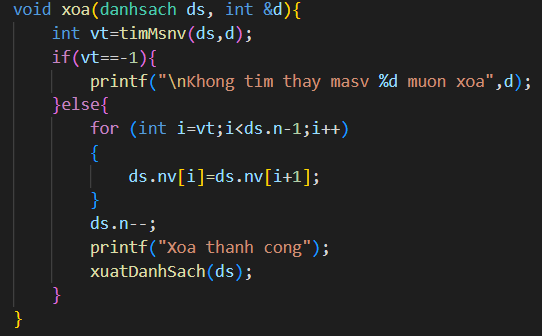 void xoa(danhsach ds, int &d){
    int vt=timMsnv(ds,d);
    if(vt==-1){
        printf("\nKhong tim thay masv %d muon xoa",d);
    }else{
        for (int i=vt;i<ds.n-1;i++)
        {
            ds.nv[i]=ds.nv[i+1];
        }
        ds.n--;
        printf("Xoa thanh cong");
        xuatDanhSach(ds);
    }
}